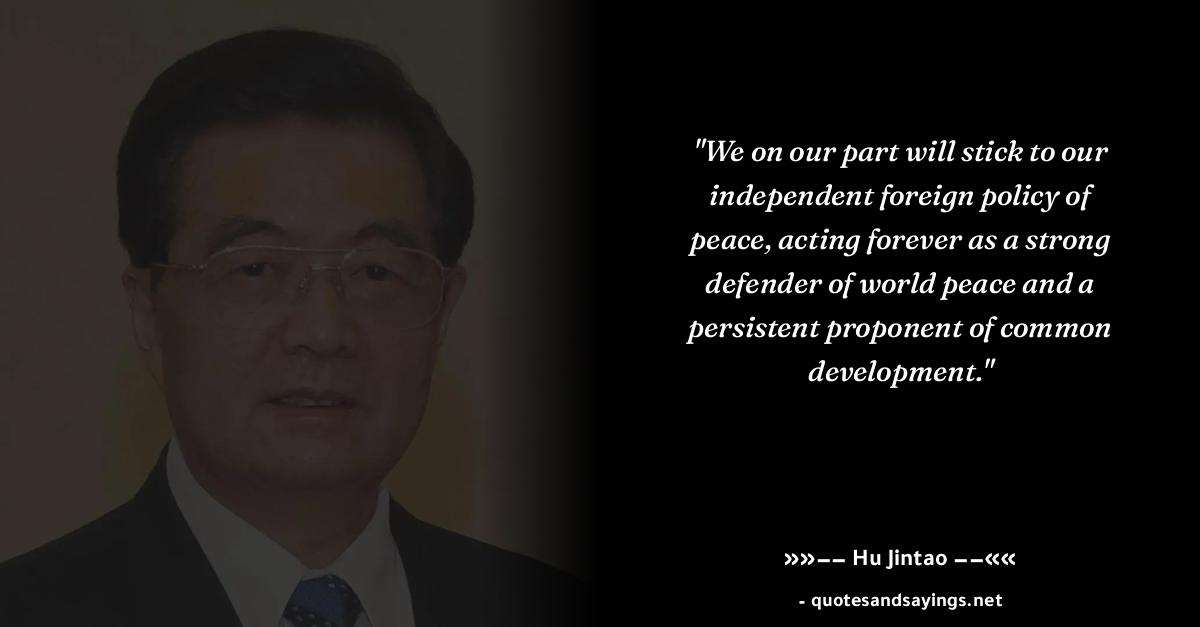 "We on our part will stick to our
independent foreign policy of
peace, acting forever as a strong
defender of world peace and a
persistent proponent of common
development."
»»−− Hu Jintao −−««
- quotesandsayings.net